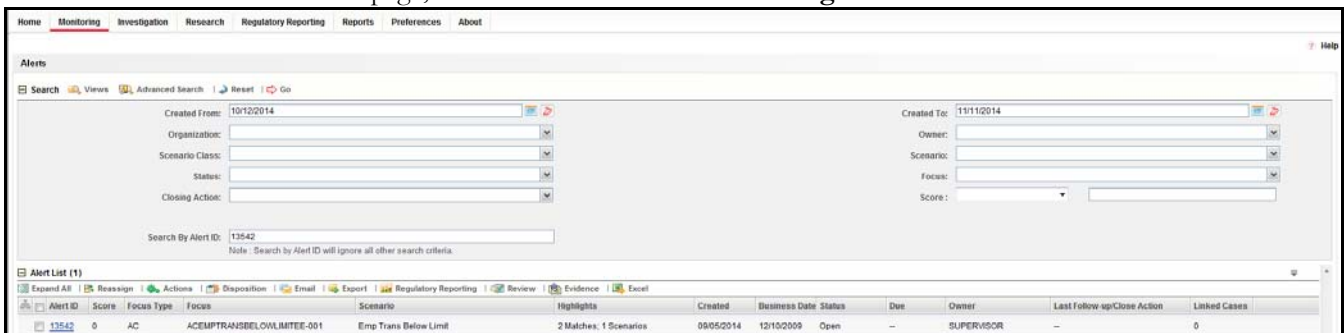 Home Monitoring Investigation Research Regulatory Reporting Reports Preferences About
? Help
Alerts
Search Views Advanced Search | Reset | Go
Created From: 10/12/2014 Created To: 11/11/2014
Organization: Owner:
Scenario Class: Scenario:
Status: Focus:
Closing Action: Score :
Search By Alert ID: 13542
Note : Search by Alert ID will ignore all other search criteria.
Alert List (1)
Expand All | Reassign | Actions | Disposition | Email | Export | Regulatory Reporting | Review | Evidence | Excel
Alert ID Score Focus Type Focus Scenario Highlights Created Business Date Status Due Owner Last Follow-up/Close Action Linked Cases
13542 0 AC ACEMPTRANSBELOWLIMITEE-001 Emp Trans Below Limit 2 Matches; 1 Scenarios 09/05/2014 12/10/2009 Open -- SUPERVISOR -- 0